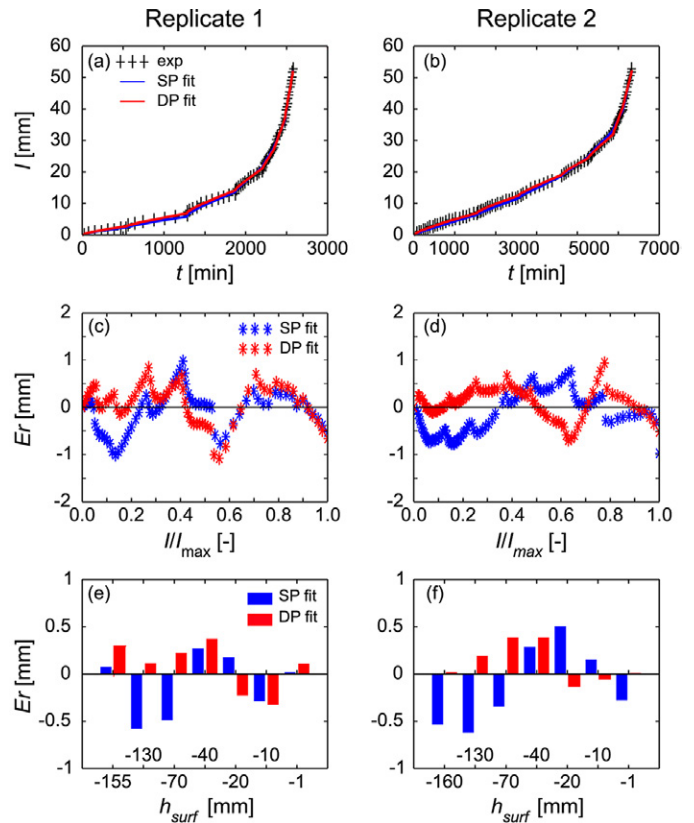 Replicate 1 Replicate 2
60 60
(a) +++ exp (b)
50 50
SP fit
40 40
DP fit
I [mm]
30 30
20 20
10 10
0 0
0 1000 2000 3000 0 1000 3000 5000 7000
t [min] t [min]
2 2
(c) SP fit (d)
DP fit
1 1
Er [mm]
0 0
-1 -1
-2 -2
0.0 0.2 0.4 0.6 0.8 1.0 0.0 0.2 0.4 0.6 0.8 1.0
I/Imax [-] I/Imax [-]
1 1
(e) SP fit (f)
DP fit
0.5 0.5
Er [mm]
0 0
-0.5 -0.5
-130 -40 -10 -130 -40 -10
-1 -1
-155 -70 -20 -1 -160 -70 -20 -1
hsurf [mm] hsurf [mm]